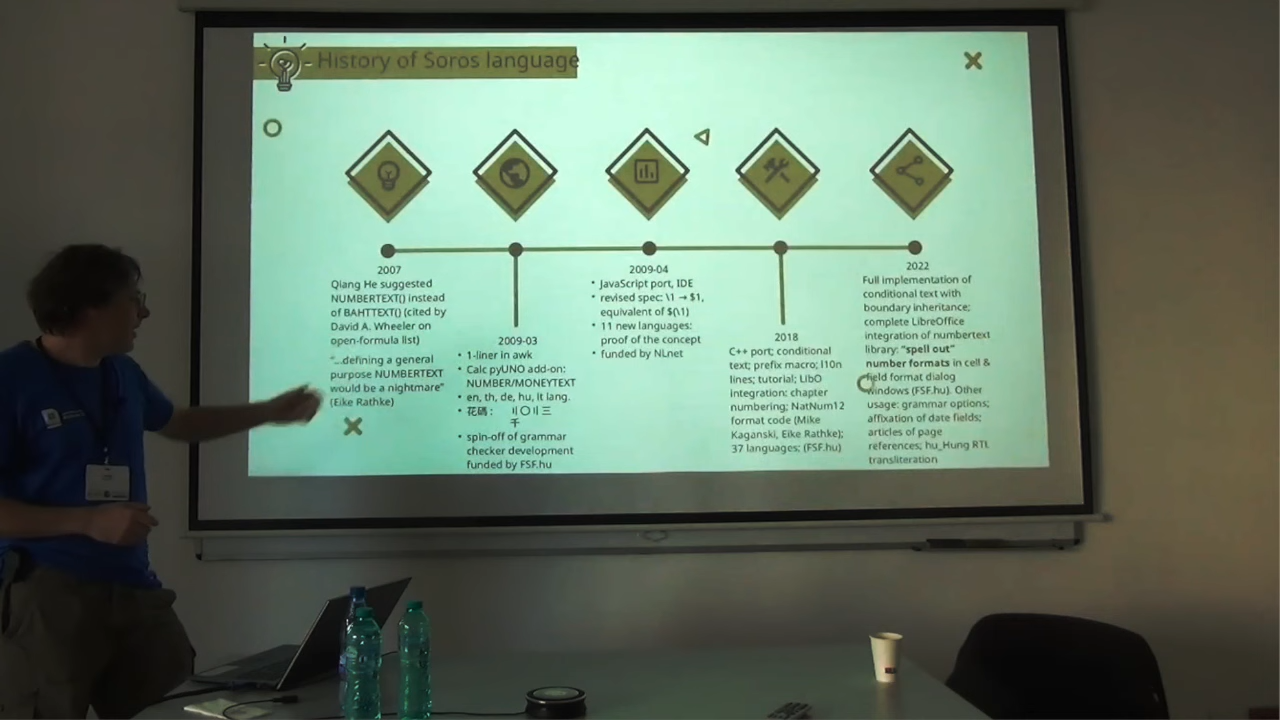 History of Soros language
2007
Qiang He suggested
NUMBERTEXT() instead
of BAHTTEXT() (cited by
David A. Wheeler on
open-formula list)
"...defining a general
purpose NUMBERTEXT
would be a nightmare"
(Eike Rathke)
2009-03
• 1-liner in awk
• Calc pyUNO add-on:
NUMBER/MONEYTEXT
• en, th, de, hu, it lang.
• 花碼: 〢〇〢三
千
• spin-off of grammar
checker development
funded by FSF.hu
2009-04
• JavaScript port, IDE
• revised spec: \1 → $1,
equivalent of $(\1)
• 11 new languages:
proof of the concept
• funded by NLnet
2018
C++ port; conditional
text; prefix macro; l10n
lines; tutorial; LibO
integration: chapter
numbering; NatNum12
format code (Mike
Kaganski, Eike Rathke);
37 languages; (FSF.hu)
2022
Full implementation of
conditional text with
boundary inheritance;
complete LibreOffice
integration of numbertext
library: "spell out"
number formats in cell &
field format dialog
windows (FSF.hu). Other
usage: grammar options;
affixation of date fields;
articles of page
references; hu_Hung RTL
transliteration